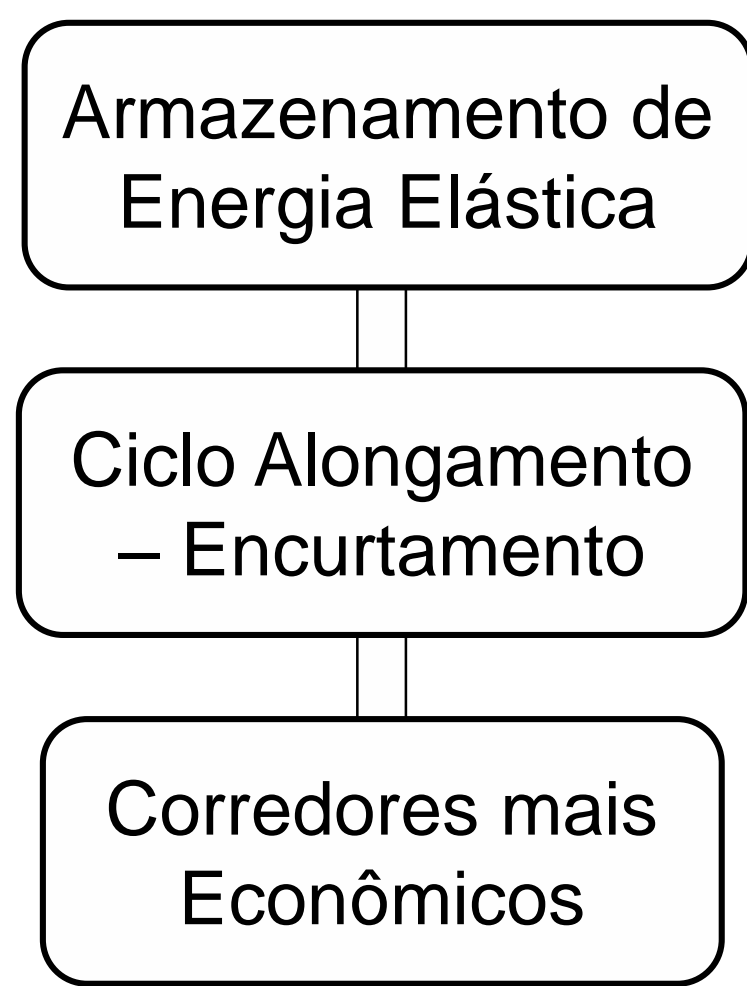 Armazenamento de
Energia Elástica
Ciclo Alongamento
– Encurtamento
Corredores mais
Econômicos